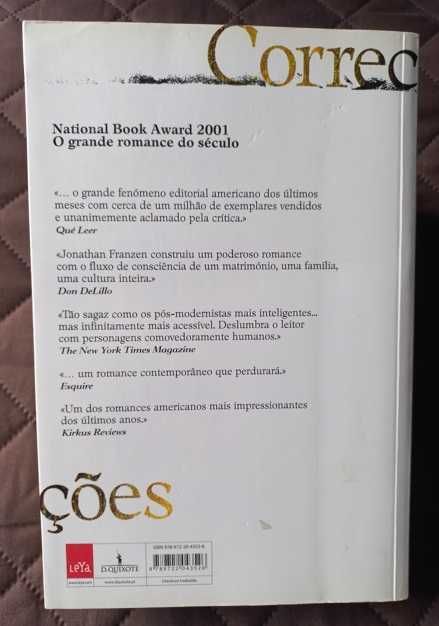 Correc
National Book Award 2001
O grande romance do século
«... o grande fenómeno editorial americano dos últimos
meses com cerca de um milhão de exemplares vendidos
e unanimemente aclamado pela crítica.»
Qué Leer
«Jonathan Franzen construiu um poderoso romance
com o fluxo de consciência de um matrimónio, uma família,
uma cultura inteira.»
Don DeLillo
«Tão sagaz como os pós-modernistas mais inteligentes...
mas infinitamente mais acessível. Deslumbra o leitor
com personagens comovedoramente humanos.»
The New York Times Magazine
«... um romance contemporâneo que perdurará.»
Esquire
«Um dos romances americanos mais impressionantes
dos últimos anos.»
Kirkus Reviews
ções
LEYA
D.QUIXOTE